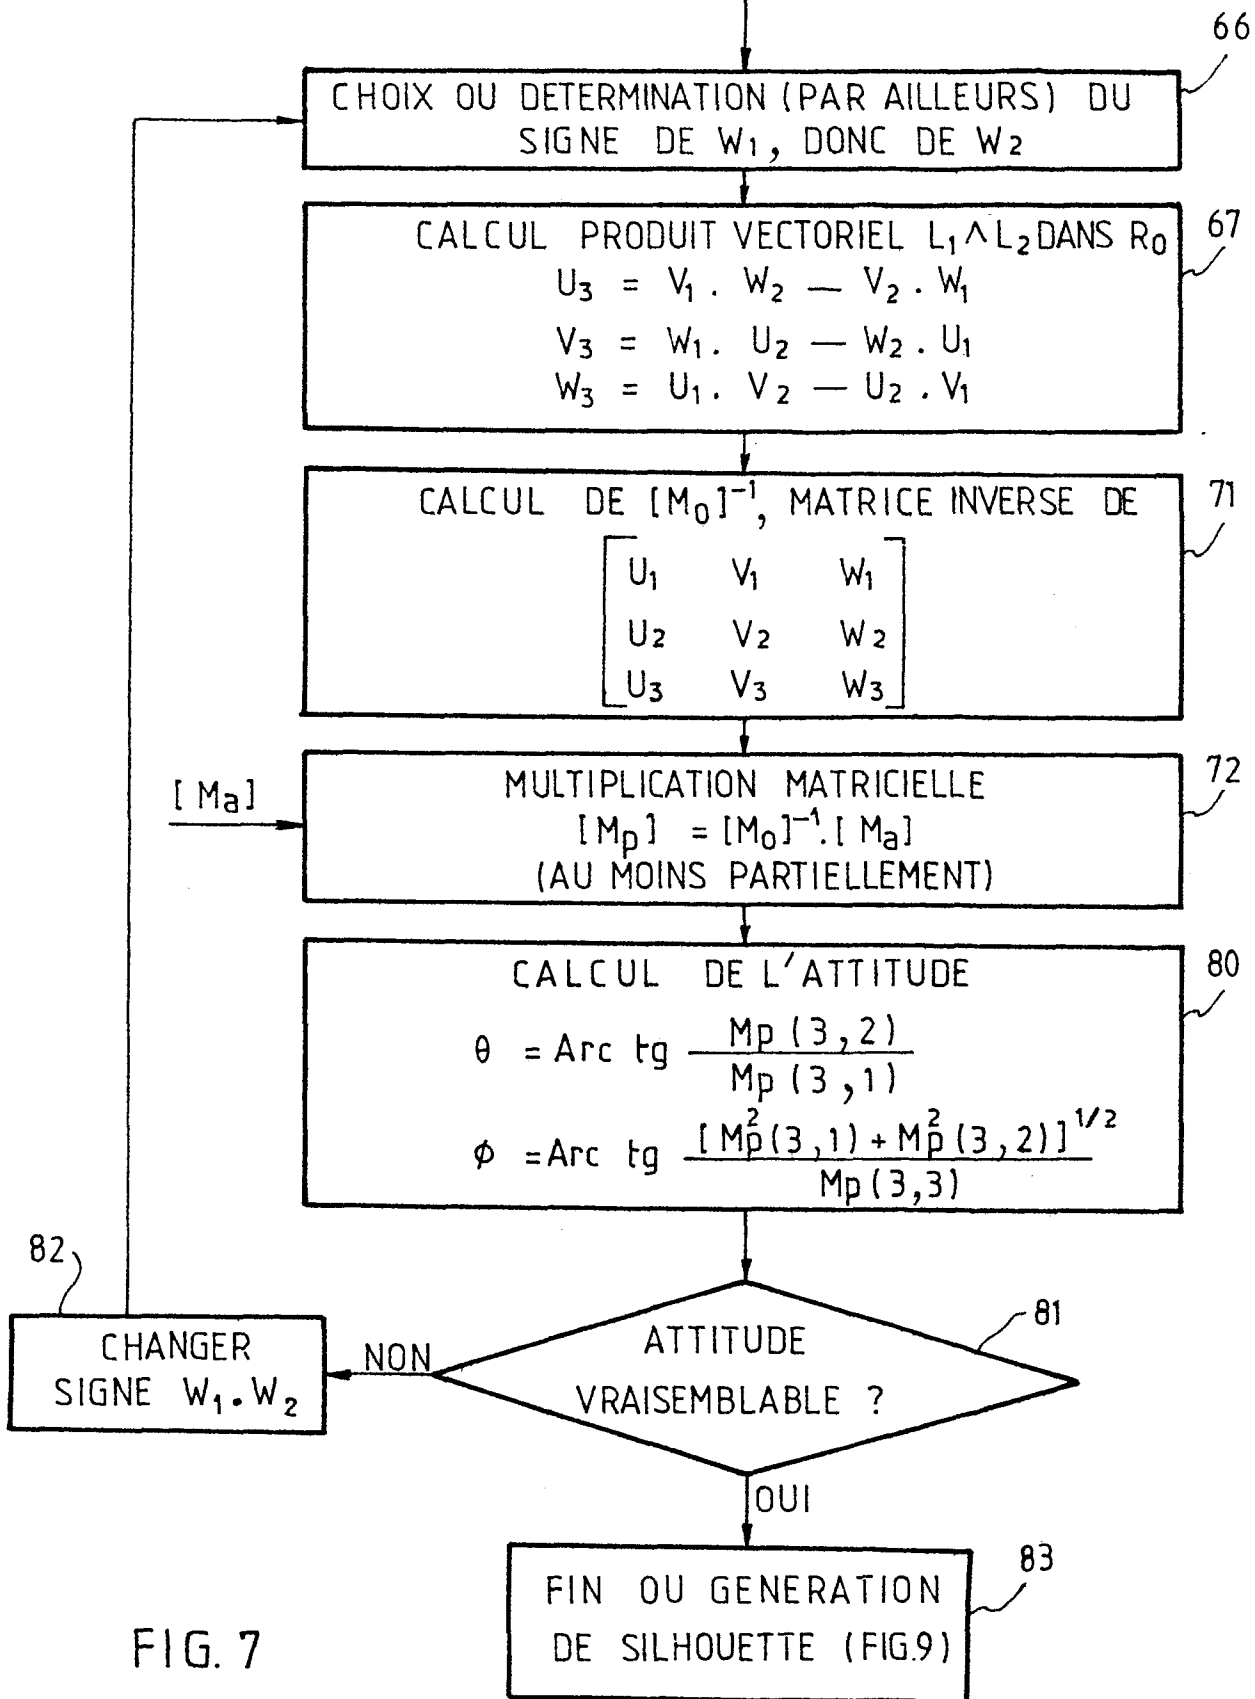 66
CHOIX OU DETERMINATION (PAR AILLEURS) DU
SIGNE DE W₁, DONC DE W₂
67
CALCUL PRODUIT VECTORIEL L₁ ∧ L₂ DANS R₀
U₃ = V₁ . W₂ — V₂ . W₁
V₃ = W₁ . U₂ — W₂ . U₁
W₃ = U₁ . V₂ — U₂ . V₁
71
CALCUL DE [M₀]⁻¹, MATRICE INVERSE DE
U₁ V₁ W₁
U₂ V₂ W₂
U₃ V₃ W₃
72
[Ma]
MULTIPLICATION MATRICIELLE
[Mp] = [M₀]⁻¹.[Ma]
(AU MOINS PARTIELLEMENT)
80
CALCUL DE L'ATTITUDE
θ = Arc tg Mp (3,2) / Mp (3,1)
ϕ = Arc tg [Mp²(3,1) + Mp²(3,2)]^1/2 / Mp(3,3)
82
CHANGER
SIGNE W₁.W₂
NON
81
ATTITUDE
VRAISEMBLABLE ?
OUI
83
FIN OU GENERATION
DE SILHOUETTE (FIG.9)
FIG. 7